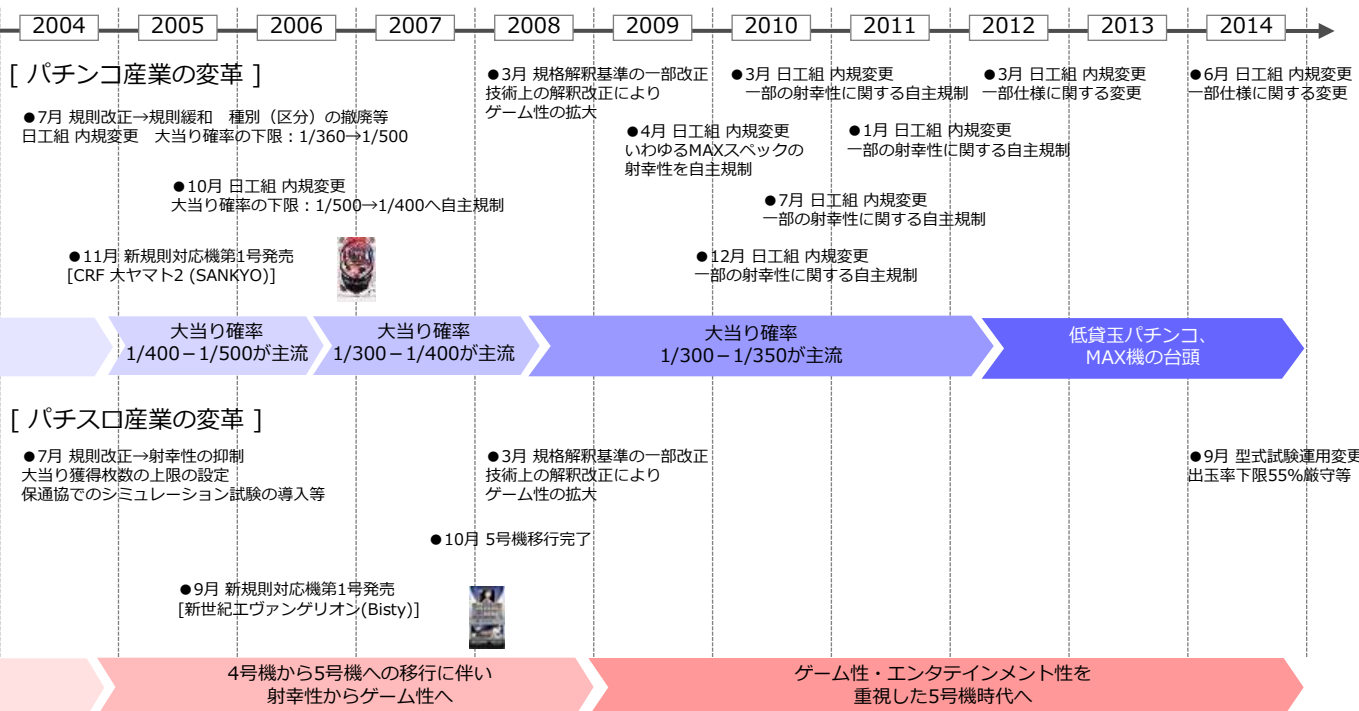 2004 2005 2006 2007 2008 2009 2010 2011 2012 2013 2014
[ パチンコ産業の変革 ]
●7月 規則改正→規則緩和　種別（区分）の撤廃等
日工組 内規変更　大当り確率の下限：1/360→1/500
●10月 日工組 内規変更
大当り確率の下限：1/500→1/400へ自主規制
●11月 新規則対応機第1号発売
[CRF 大ヤマト2 (SANKYO)]
●3月 規格解釈基準の一部改正
技術上の解釈改正により
ゲーム性の拡大
●4月 日工組 内規変更
いわゆるMAXスペックの
射幸性を自主規制
●12月 日工組 内規変更
一部の射幸性に関する自主規制
●3月 日工組 内規変更
一部の射幸性に関する自主規制
●7月 日工組 内規変更
一部の射幸性に関する自主規制
●1月 日工組 内規変更
一部の射幸性に関する自主規制
●3月 日工組 内規変更
一部仕様に関する変更
●6月 日工組 内規変更
一部仕様に関する変更
大当り確率
1/400－1/500が主流
大当り確率
1/300－1/400が主流
大当り確率
1/300－1/350が主流
低貸玉パチンコ、
MAX機の台頭
[ パチスロ産業の変革 ]
●7月 規則改正→射幸性の抑制
大当り獲得枚数の上限の設定
保通協でのシミュレーション試験の導入等
●9月 新規則対応機第1号発売
[新世紀エヴァンゲリオン(Bisty)]
●10月 5号機移行完了
●3月 規格解釈基準の一部改正
技術上の解釈改正により
ゲーム性の拡大
●9月 型式試験運用変更
出玉率下限55%厳守等
4号機から5号機への移行に伴い
射幸性からゲーム性へ
ゲーム性・エンタテインメント性を
重視した5号機時代へ